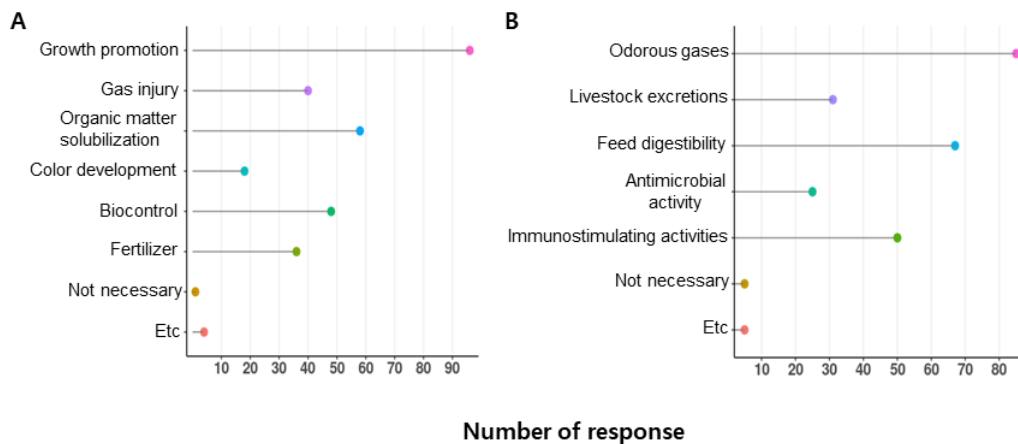 A
Growth promotion
Gas injury
Organic matter
solubilization
Color development
Biocontrol
Fertilizer
Not necessary
Etc
10 20 30 40 50 60 70 80 90
B
Odorous gases
Livestock excretions
Feed digestibility
Antimicrobial
activity
Immunostimulating activities
Not necessary
Etc
10 20 30 40 50 60 70 80
Number of response